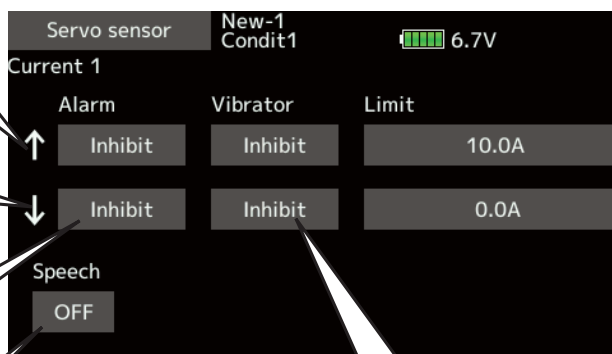 Servo sensor
New-1
Condit1
6.7V
Current 1
Alarm Vibrator Limit
↑ Inhibit Inhibit 10.0A
↓ Inhibit Inhibit 0.0A
Speech
OFF